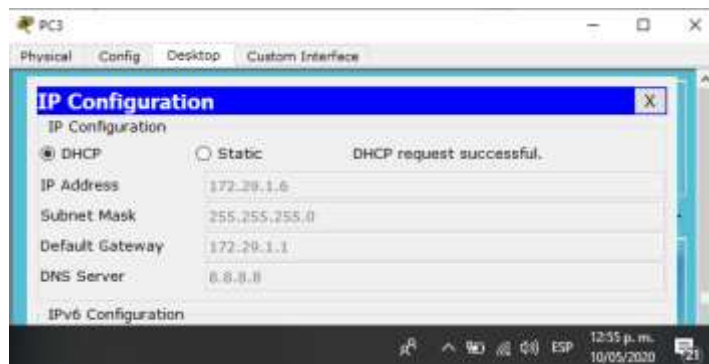 PC3
Physical Config Desktop Custom Interface
IP Configuration X
IP Configuration
DHCP Static DHCP request successful.
IP Address 172.29.1.6
Subnet Mask 255.255.255.0
Default Gateway 172.29.1.1
DNS Server 8.8.8.8
IPv6 Configuration
ESP 12:55 p. m.
10/05/2020 21